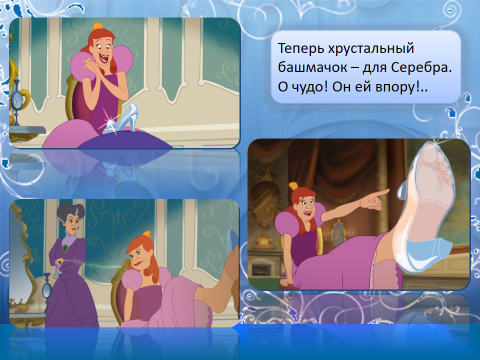 Теперь хрустальный
башмачок – для Серебра.
О чудо! Он ей впору!..